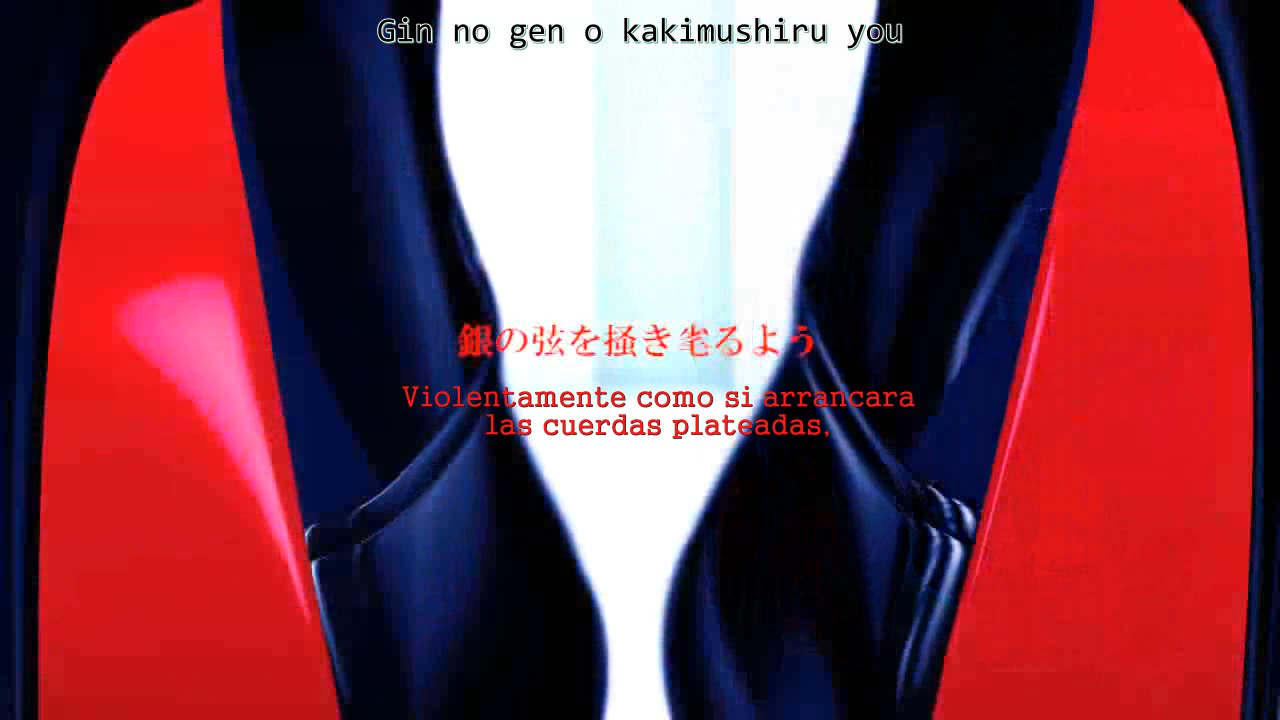 Gin no gen o kakimushiru you
銀の弦を掻き毟るよう
Violentamente como si arrancara
las cuerdas plateadas,